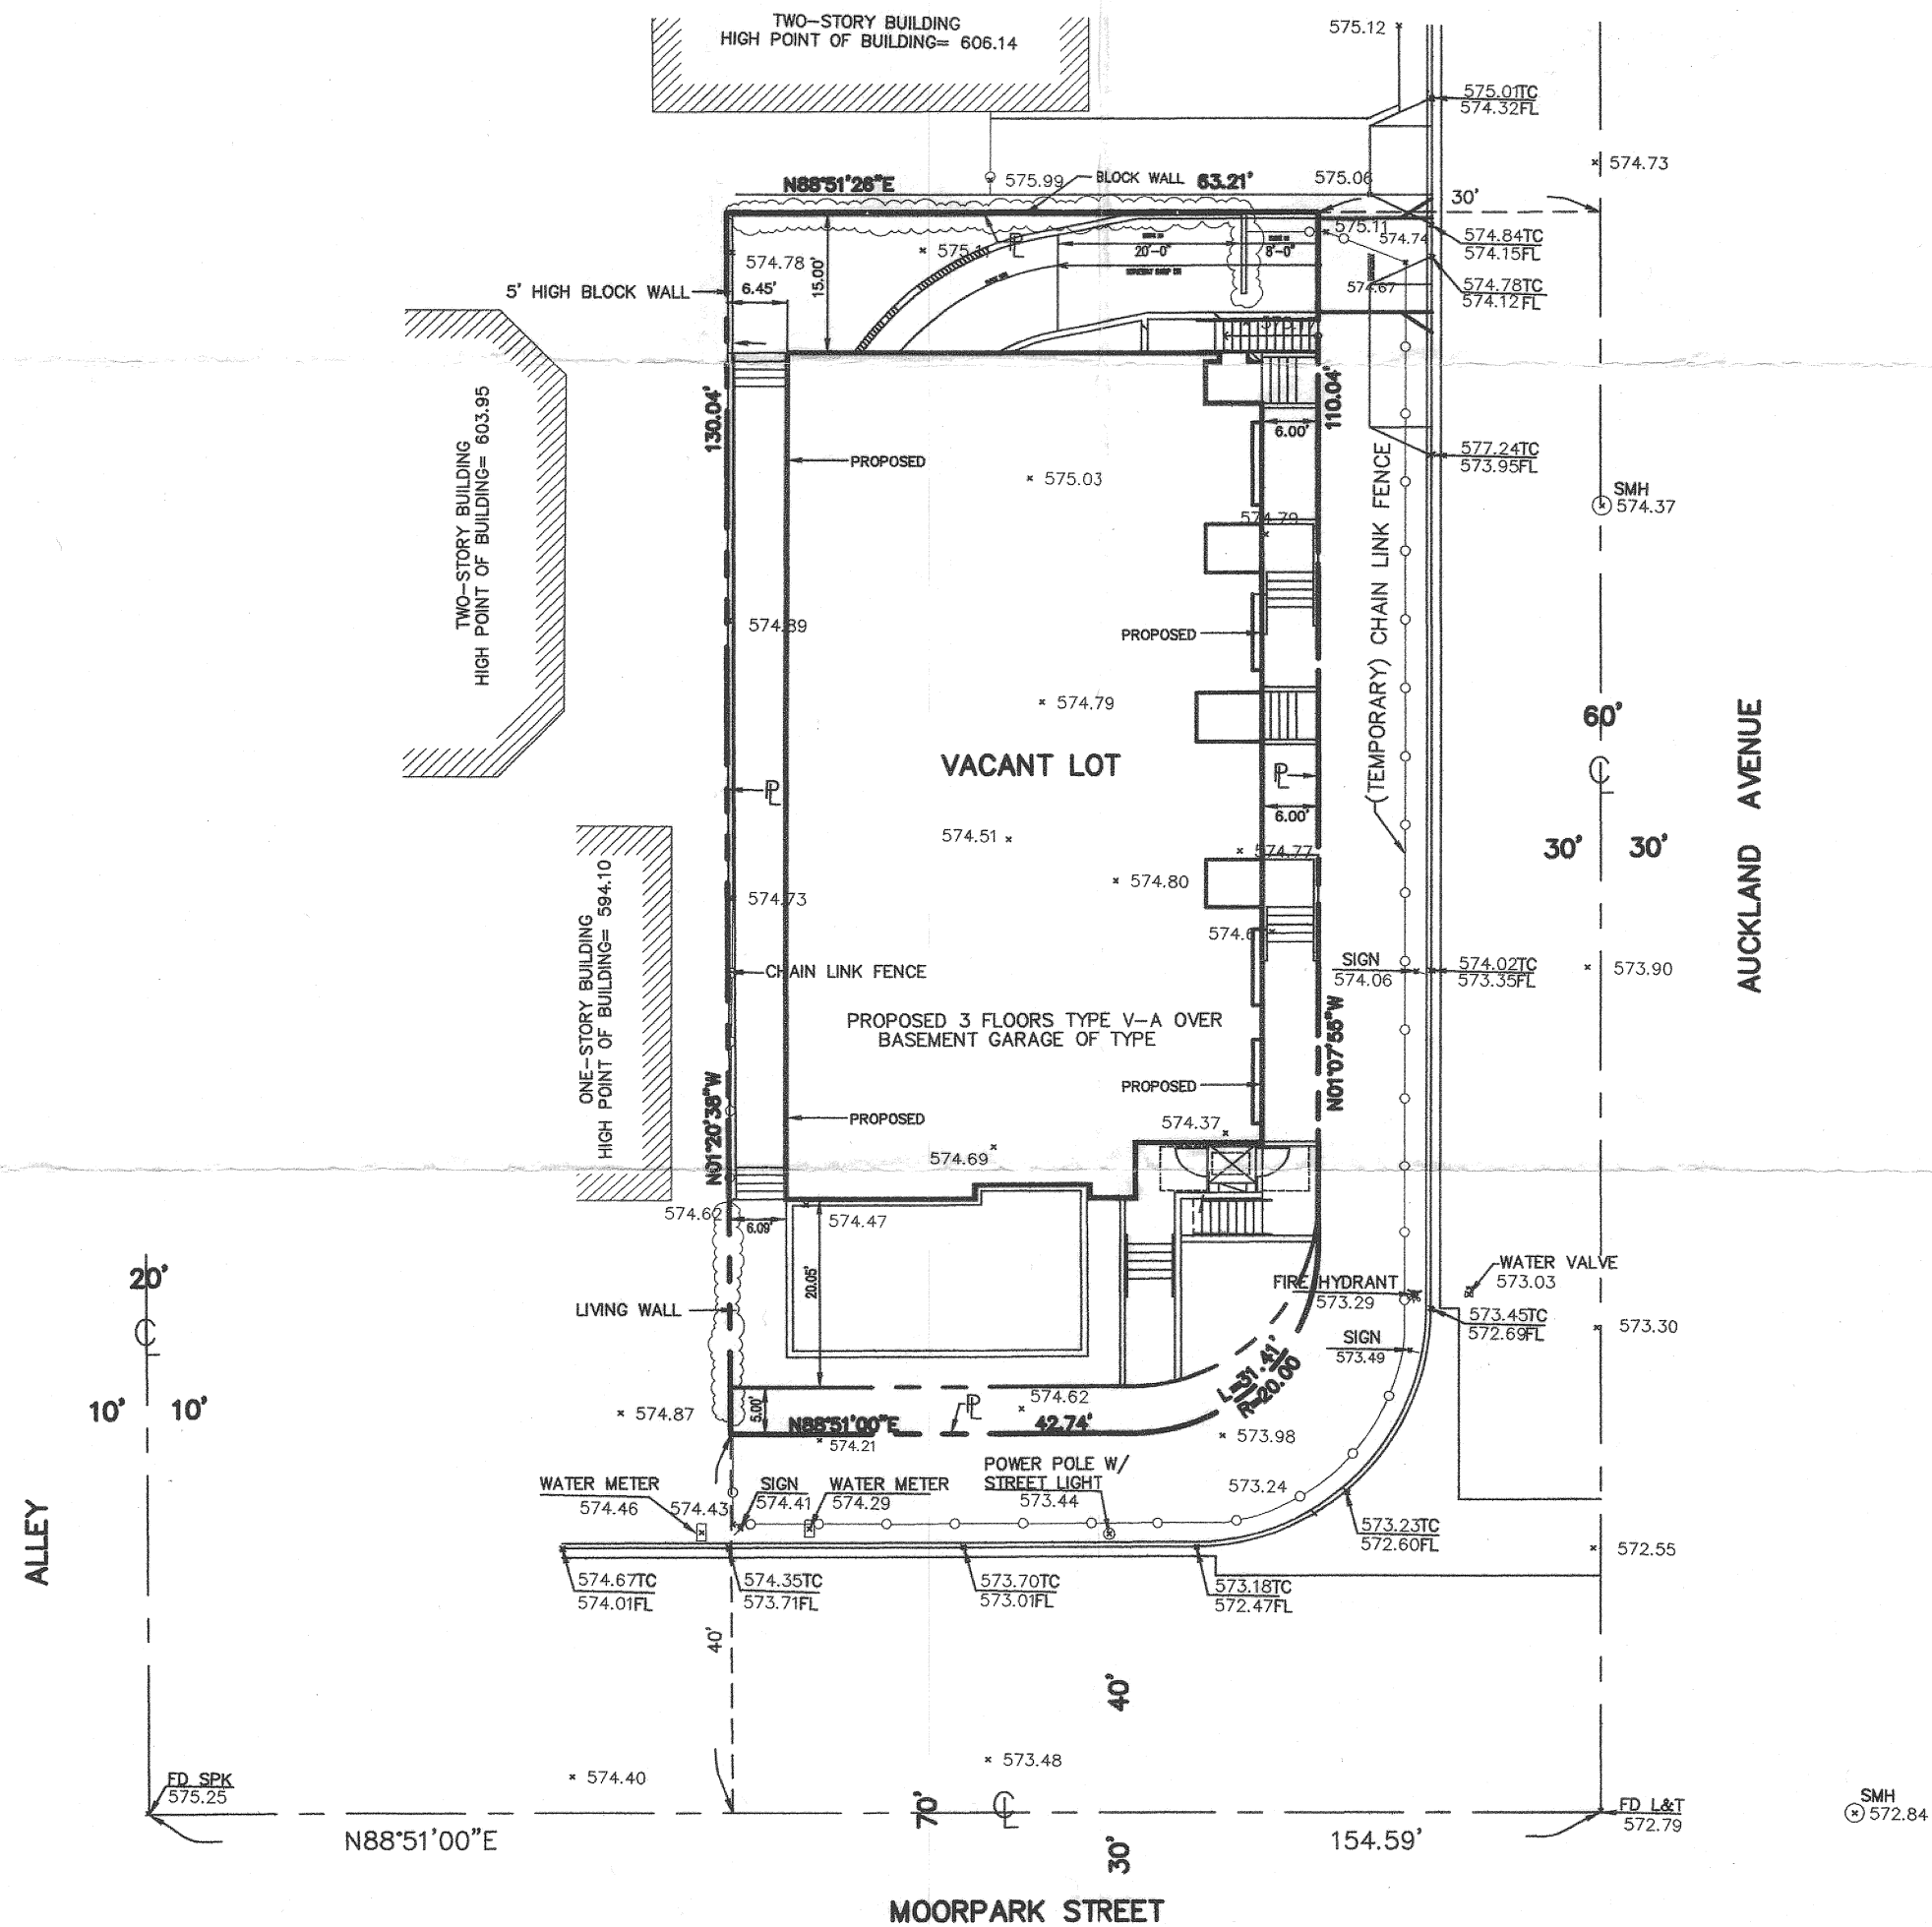 TWO-STORY BUILDING
HIGH POINT OF BUILDING= 606.14
575.12
575.01TC
574.32FL
574.73
N88°51'26"E
575.99
BLOCK WALL
63.21'
575.06
30'
575.11
574.74
574.84TC
574.15FL
574.78
15.00'
575.1
PL
20'-0"
8'-0"
574.67
574.78TC
574.12FL
5' HIGH BLOCK WALL
6.45'
TWO-STORY BUILDING
HIGH POINT OF BUILDING= 603.95
130.04'
PROPOSED
6.00'
110.04'
577.24TC
573.95FL
575.03
574.79
SMH
574.37
(TEMPORARY) CHAIN LINK FENCE
574.89
PROPOSED
574.79
60'
VACANT LOT
PL
PL
CL
6.00'
574.51
574.77
30'
30'
AUCKLAND AVENUE
574.80
ONE-STORY BUILDING
HIGH POINT OF BUILDING= 594.10
574.73
574.6
CHAIN LINK FENCE
SIGN
574.06
574.02TC
573.35FL
573.90
PROPOSED 3 FLOORS TYPE V-A OVER
BASEMENT GARAGE OF TYPE
N01°07'55"W
N01°20'38"W
PROPOSED
PROPOSED
574.37
574.69
574.62
6.09'
574.47
20'
20.05'
WATER VALVE
573.03
FIRE HYDRANT
573.29
LIVING WALL
573.45TC
572.69FL
573.30
CL
SIGN
573.49
L=31.41'
R=20.00
10'
10'
574.87
5.00'
574.62
PL
N88°51'00"E
42.74'
574.21
573.98
WATER METER
574.46
574.43
SIGN
574.41
WATER METER
574.29
POWER POLE W/
STREET LIGHT
573.44
573.24
ALLEY
573.23TC
572.60FL
572.55
574.67TC
574.01FL
574.35TC
573.71FL
573.70TC
573.01FL
573.18TC
572.47FL
40'
40'
573.48
574.40
FD SPK
575.25
70'
CL
FD L&T
572.79
SMH
572.84
N88°51'00"E
30'
154.59'
MOORPARK STREET